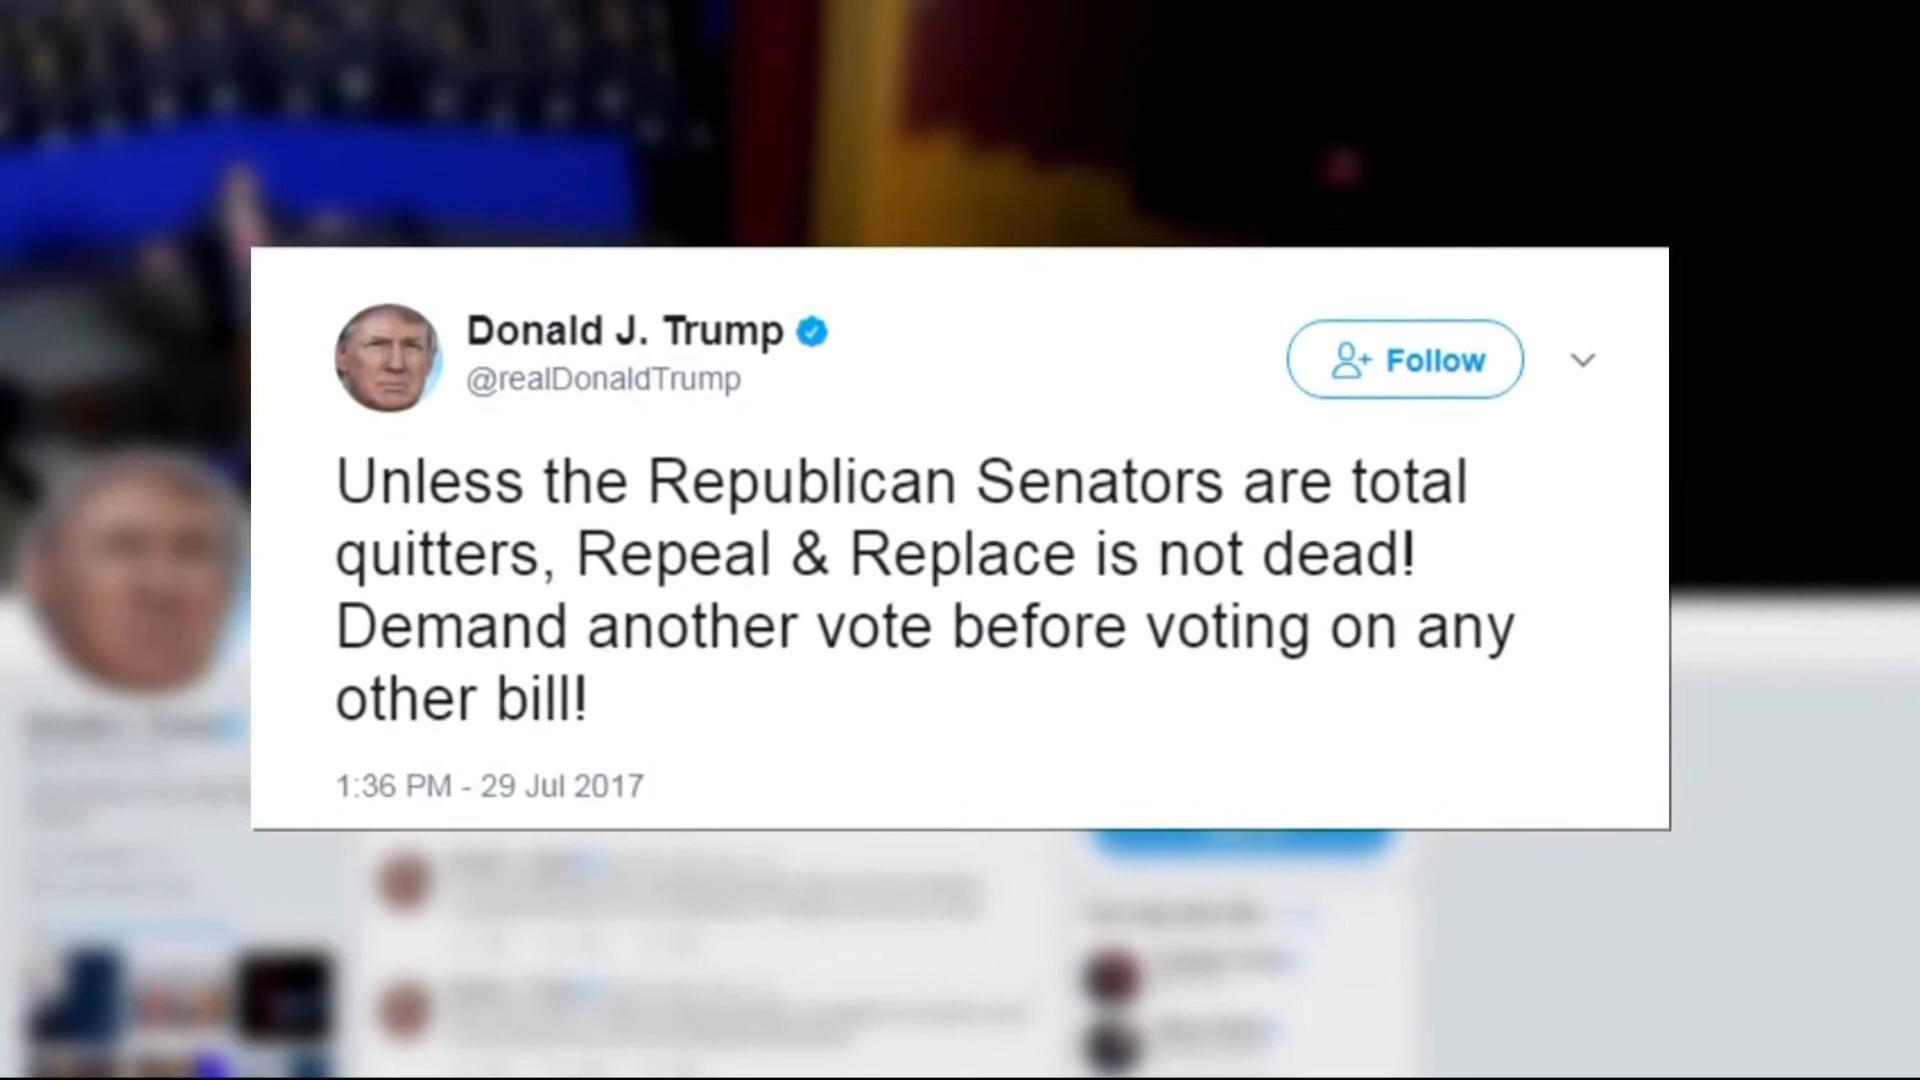 Donald J. Trump
@realDonaldTrump
Follow
Unless the Republican Senators are total
quitters, Repeal & Replace is not dead!
Demand another vote before voting on any
other bill!
1:36 PM - 29 Jul 2017